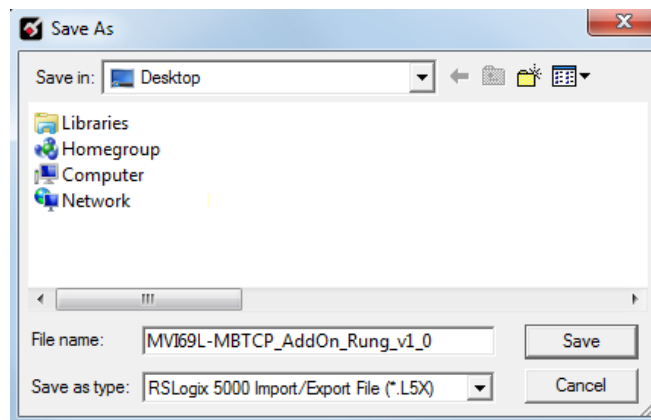 Save As
Save in: Desktop
Libraries
Homegroup
Computer
Network
File name: MVI69L-MBTCP_AddOn_Rung_v1_0 Save
Save as type: RSLogix 5000 Import/Export File (*.L5X) Cancel